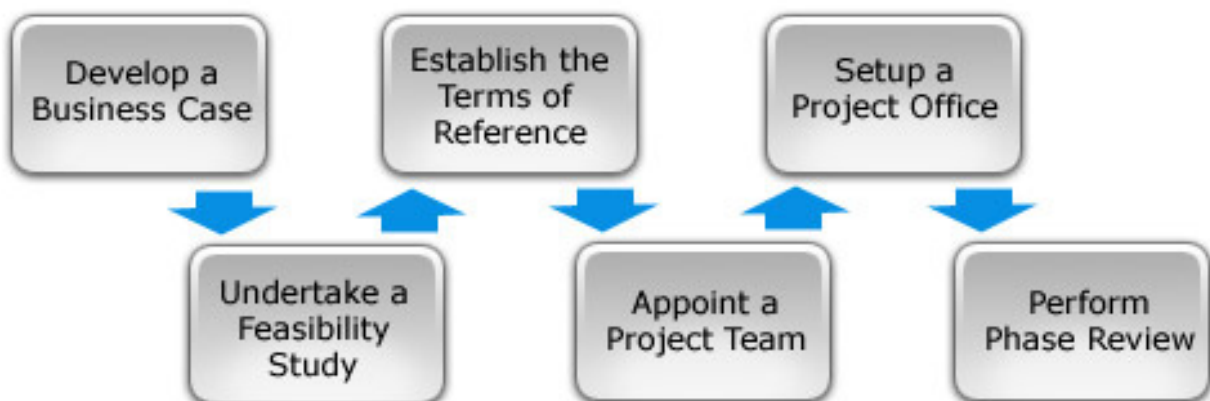 Develop a
Business Case
Undertake a
Feasibility
Study
Establish the
Terms of
Reference
Appoint a
Project Team
Setup a
Project Office
Perform
Phase Review